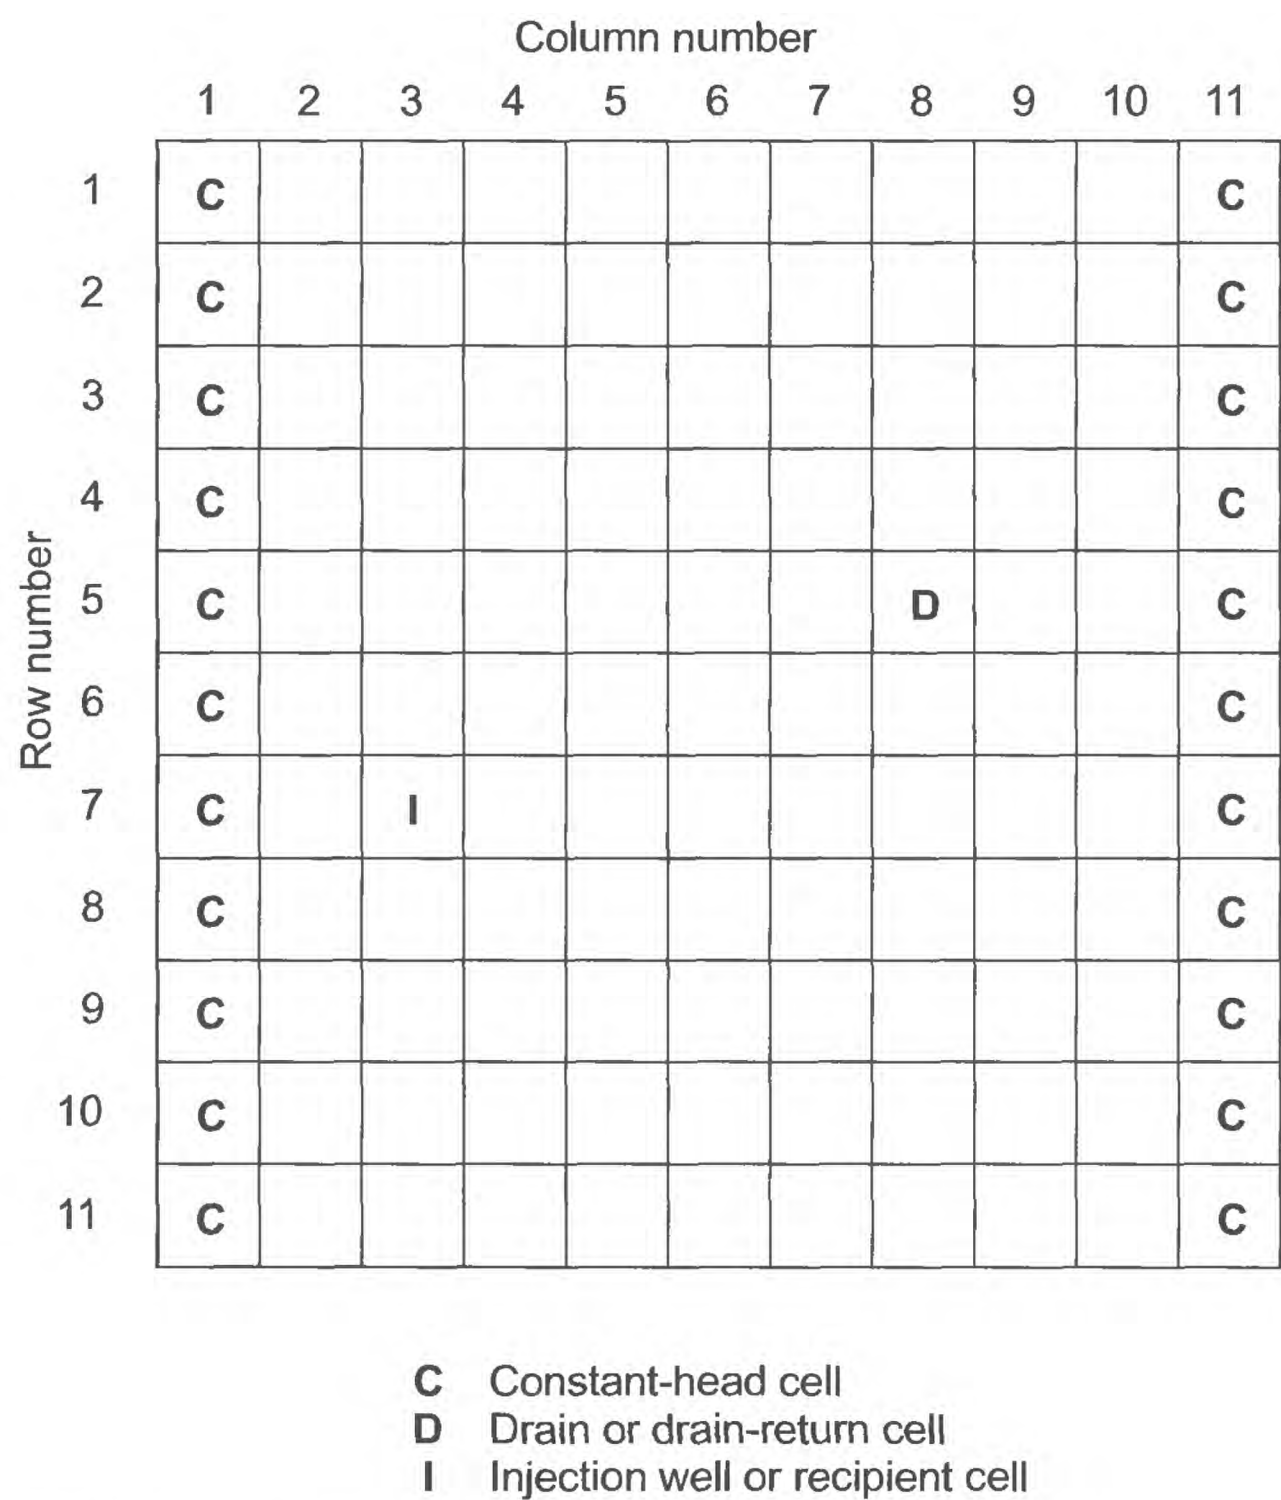 Column number
1 2 3 4 5 6 7 8 9 10 11
Row number
1 C C
2 C C
3 C C
4 C C
5 C D C
6 C C
7 C I C
8 C C
9 C C
10 C C
11 C C
C Constant-head cell
D Drain or drain-return cell
I Injection well or recipient cell